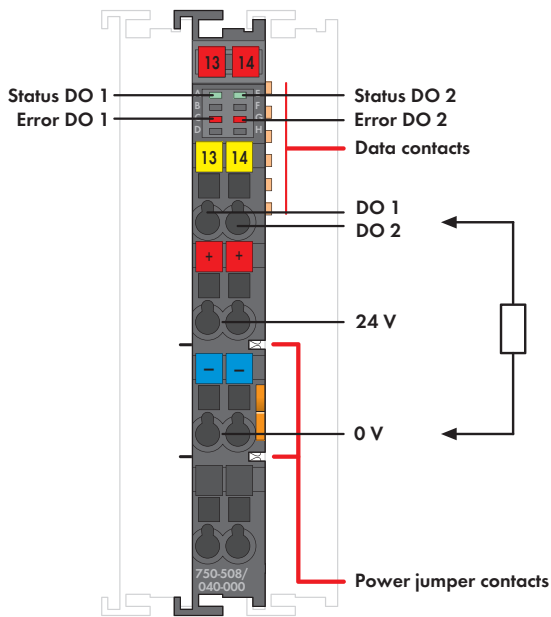 13 14
Status DO 1
A E
Status DO 2
B F
Error DO 1
C G
Error DO 2
D H
Data contacts
13 14
DO 1
DO 2
+ +
24 V
– –
0 V
750-508/
040-000
Power jumper contacts